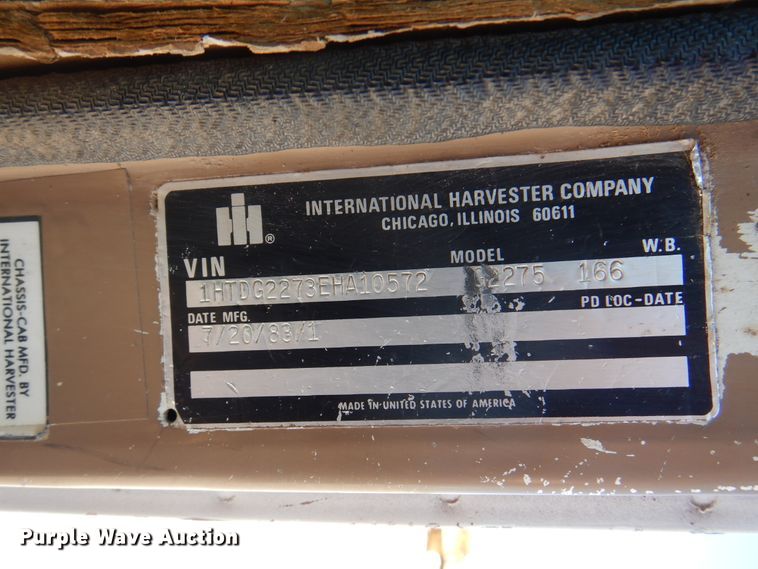 INTERNATIONAL HARVESTER COMPANY
CHICAGO, ILLINOIS 60611
VIN MODEL W.B.
1HTDG2273EHA10572 2275 166
DATE MFG. PD LOC-DATE
7/20/83/1
MADE IN UNITED STATES OF AMERICA
CHASSIS-CAB MFD. BY
INTERNATIONAL HARVESTER
Purple Wave Auction